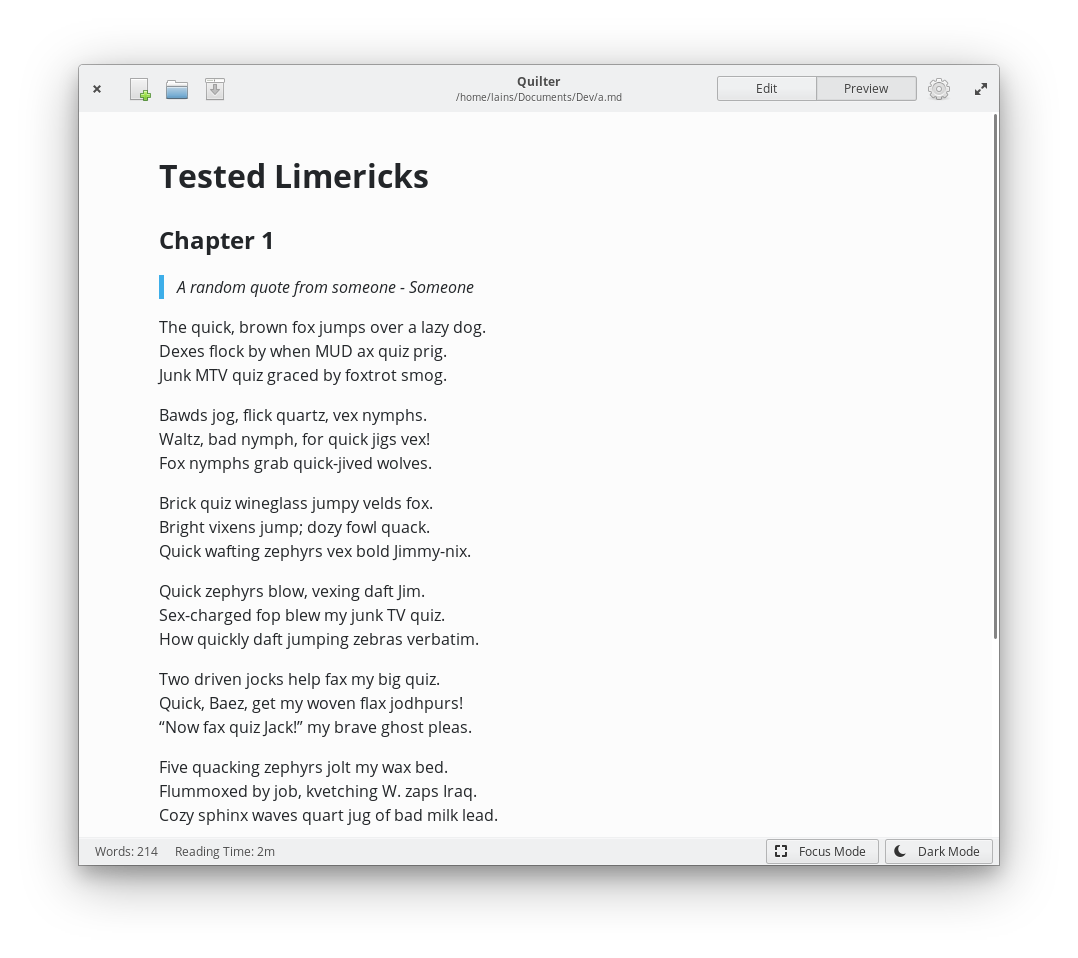 Quilter
/home/lains/Documents/Dev/a.md
Edit
Preview
Tested Limericks
Chapter 1
A random quote from someone - Someone
The quick, brown fox jumps over a lazy dog.
Dexes flock by when MUD ax quiz prig.
Junk MTV quiz graced by foxtrot smog.
Bawds jog, flick quartz, vex nymphs.
Waltz, bad nymph, for quick jigs vex!
Fox nymphs grab quick-jived wolves.
Brick quiz wineglass jumpy velds fox.
Bright vixens jump; dozy fowl quack.
Quick wafting zephyrs vex bold Jimmy-nix.
Quick zephyrs blow, vexing daft Jim.
Sex-charged fop blew my junk TV quiz.
How quickly daft jumping zebras verbatim.
Two driven jocks help fax my big quiz.
Quick, Baez, get my woven flax jodhpurs!
“Now fax quiz Jack!” my brave ghost pleas.
Five quacking zephyrs jolt my wax bed.
Flummoxed by job, kvetching W. zaps Iraq.
Cozy sphinx waves quart jug of bad milk lead.
Words: 214
Reading Time: 2m
Focus Mode
Dark Mode